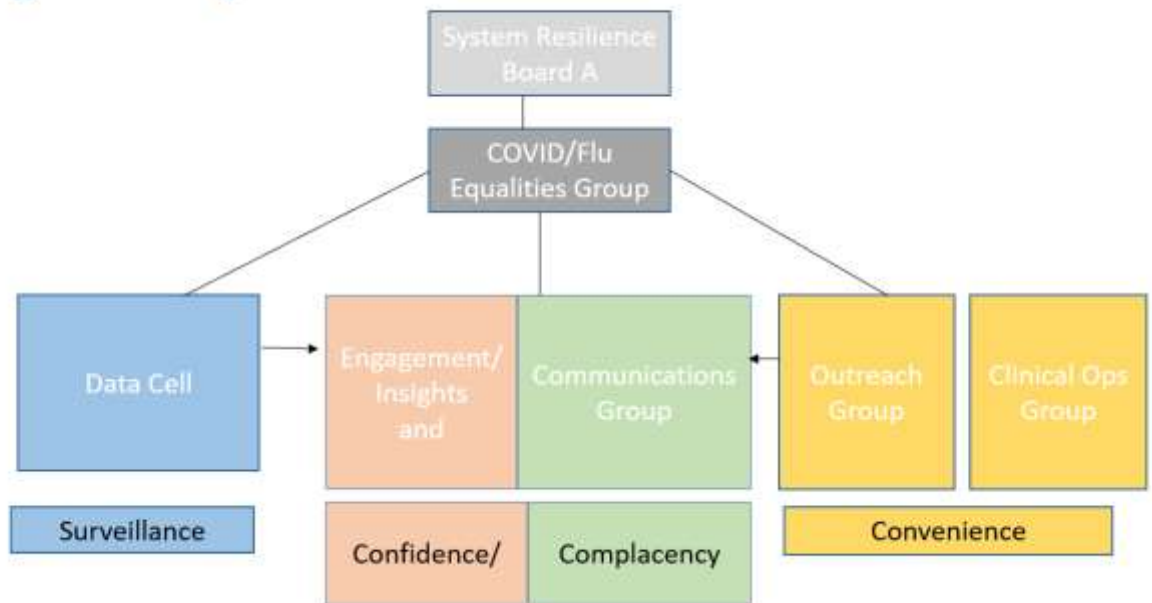 System Resilience
Board A
COVID/Flu
Equalities Group
Data Cell
Engagement/
Insights
and
Communications
Group
Outreach
Group
Clinical Ops
Group
Surveillance
Confidence/
Complacency
Convenience